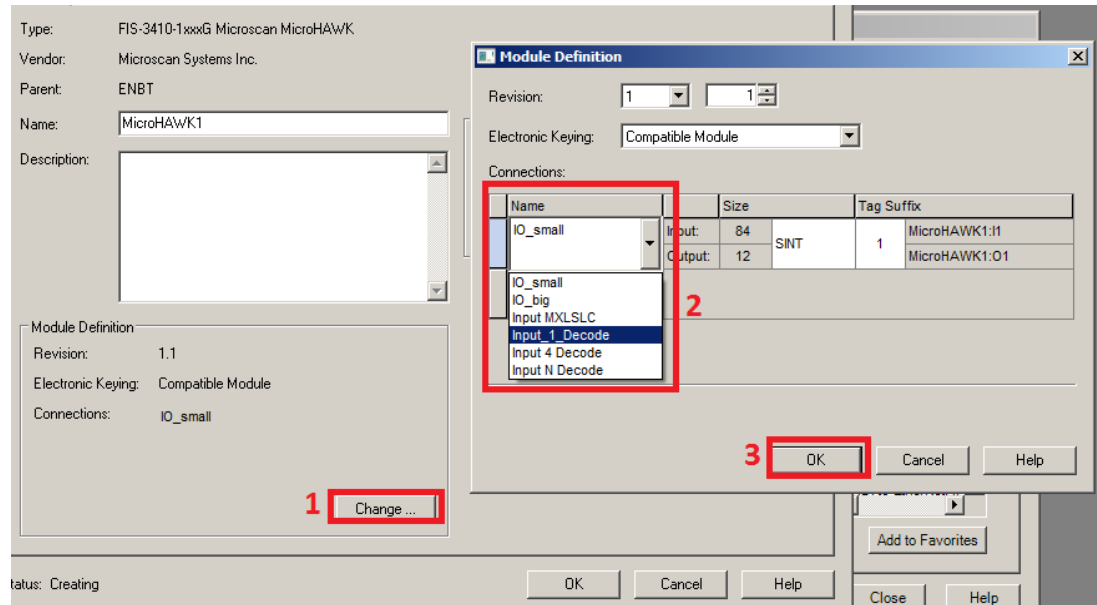 Type: FIS-3410-1xxxG Microscan MicroHAWK
Vendor: Microscan Systems Inc.
Parent: ENBT
Name: MicroHAWK1
Description:
Module Definition
Revision: 1.1
Electronic Keying: Compatible Module
Connections: IO_small
1 Change ...
Status: Creating
OK Cancel Help
Module Definition
Revision: 1 1
Electronic Keying: Compatible Module
Connections:
Name Size Tag Suffix
IO_small Input: 84 SINT 1 MicroHAWK1:I1
Output: 12 MicroHAWK1:O1
IO_small
IO_big
Input MXLSLC
Input_1_Decode
Input 4 Decode
Input N Decode
2
3 OK Cancel Help
Add to Favorites
Close Help